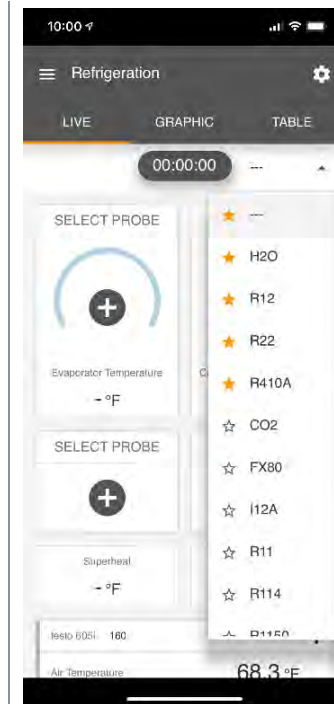 10:00
Refrigeration
LIVE GRAPHIC TABLE
00:00:00 ---
SELECT PROBE
---
H2O
R12
R22
R410A
Evaporator Temperature
- °F
CO2
SELECT PROBE
FX80
I12A
R11
Superheat
- °F
R114
testo 605i 160
R1150
Air Temperature 68.3 °F